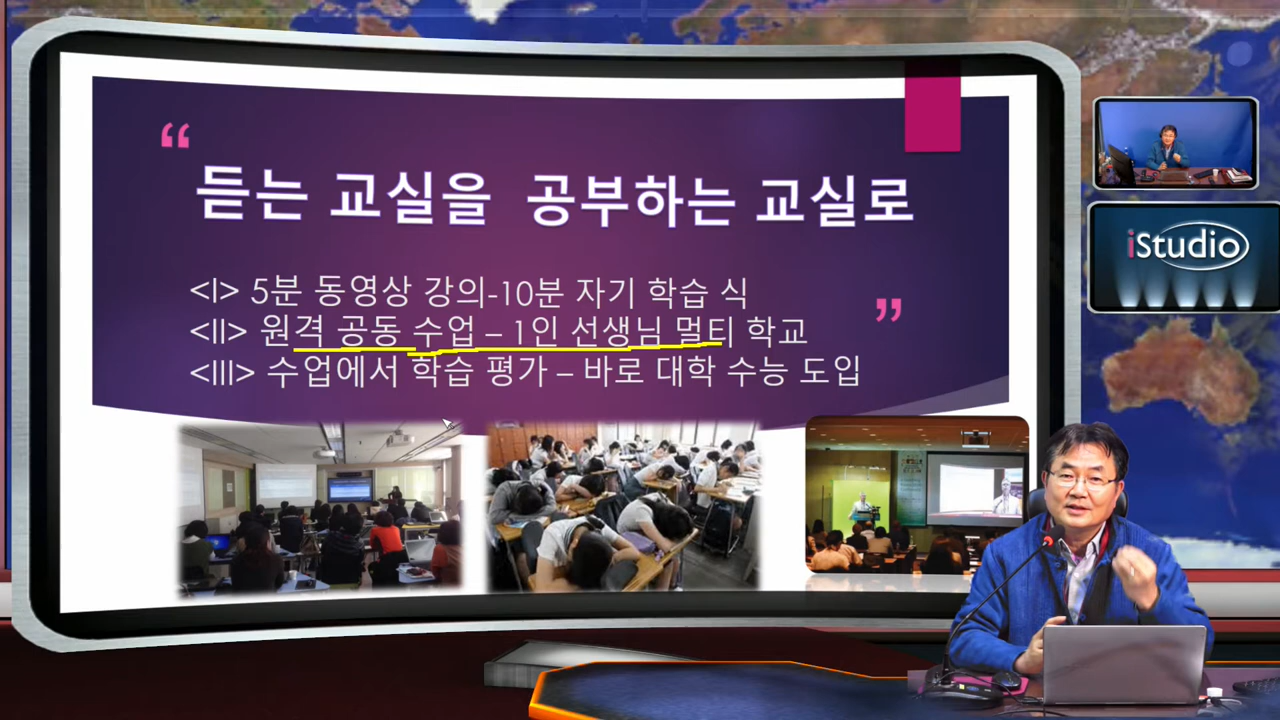 “
듣는 교실을 공부하는 교실로
<I> 5분 동영상 강의-10분 자기 학습 식
<II> 원격 공동 수업 – 1인 선생님 멀티 학교
”
<III> 수업에서 학습 평가 – 바로 대학 수능 도입
iStudio